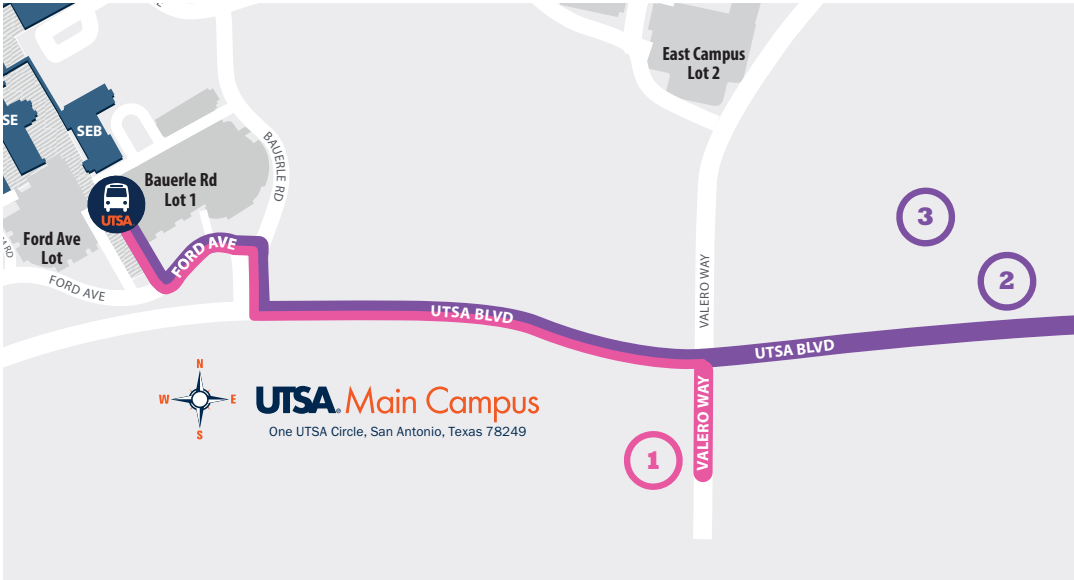 East Campus
Lot 2
SE
SEB
BAUERLE RD
Bauerle Rd
Lot 1
UTSA
3
Ford Ave
Lot
RD
FORD AVE
FORD AVE
VALERO WAY
2
UTSA BLVD
UTSA BLVD
N
W
E
S
UTSA® Main Campus
One UTSA Circle, San Antonio, Texas 78249
VALERO WAY
1